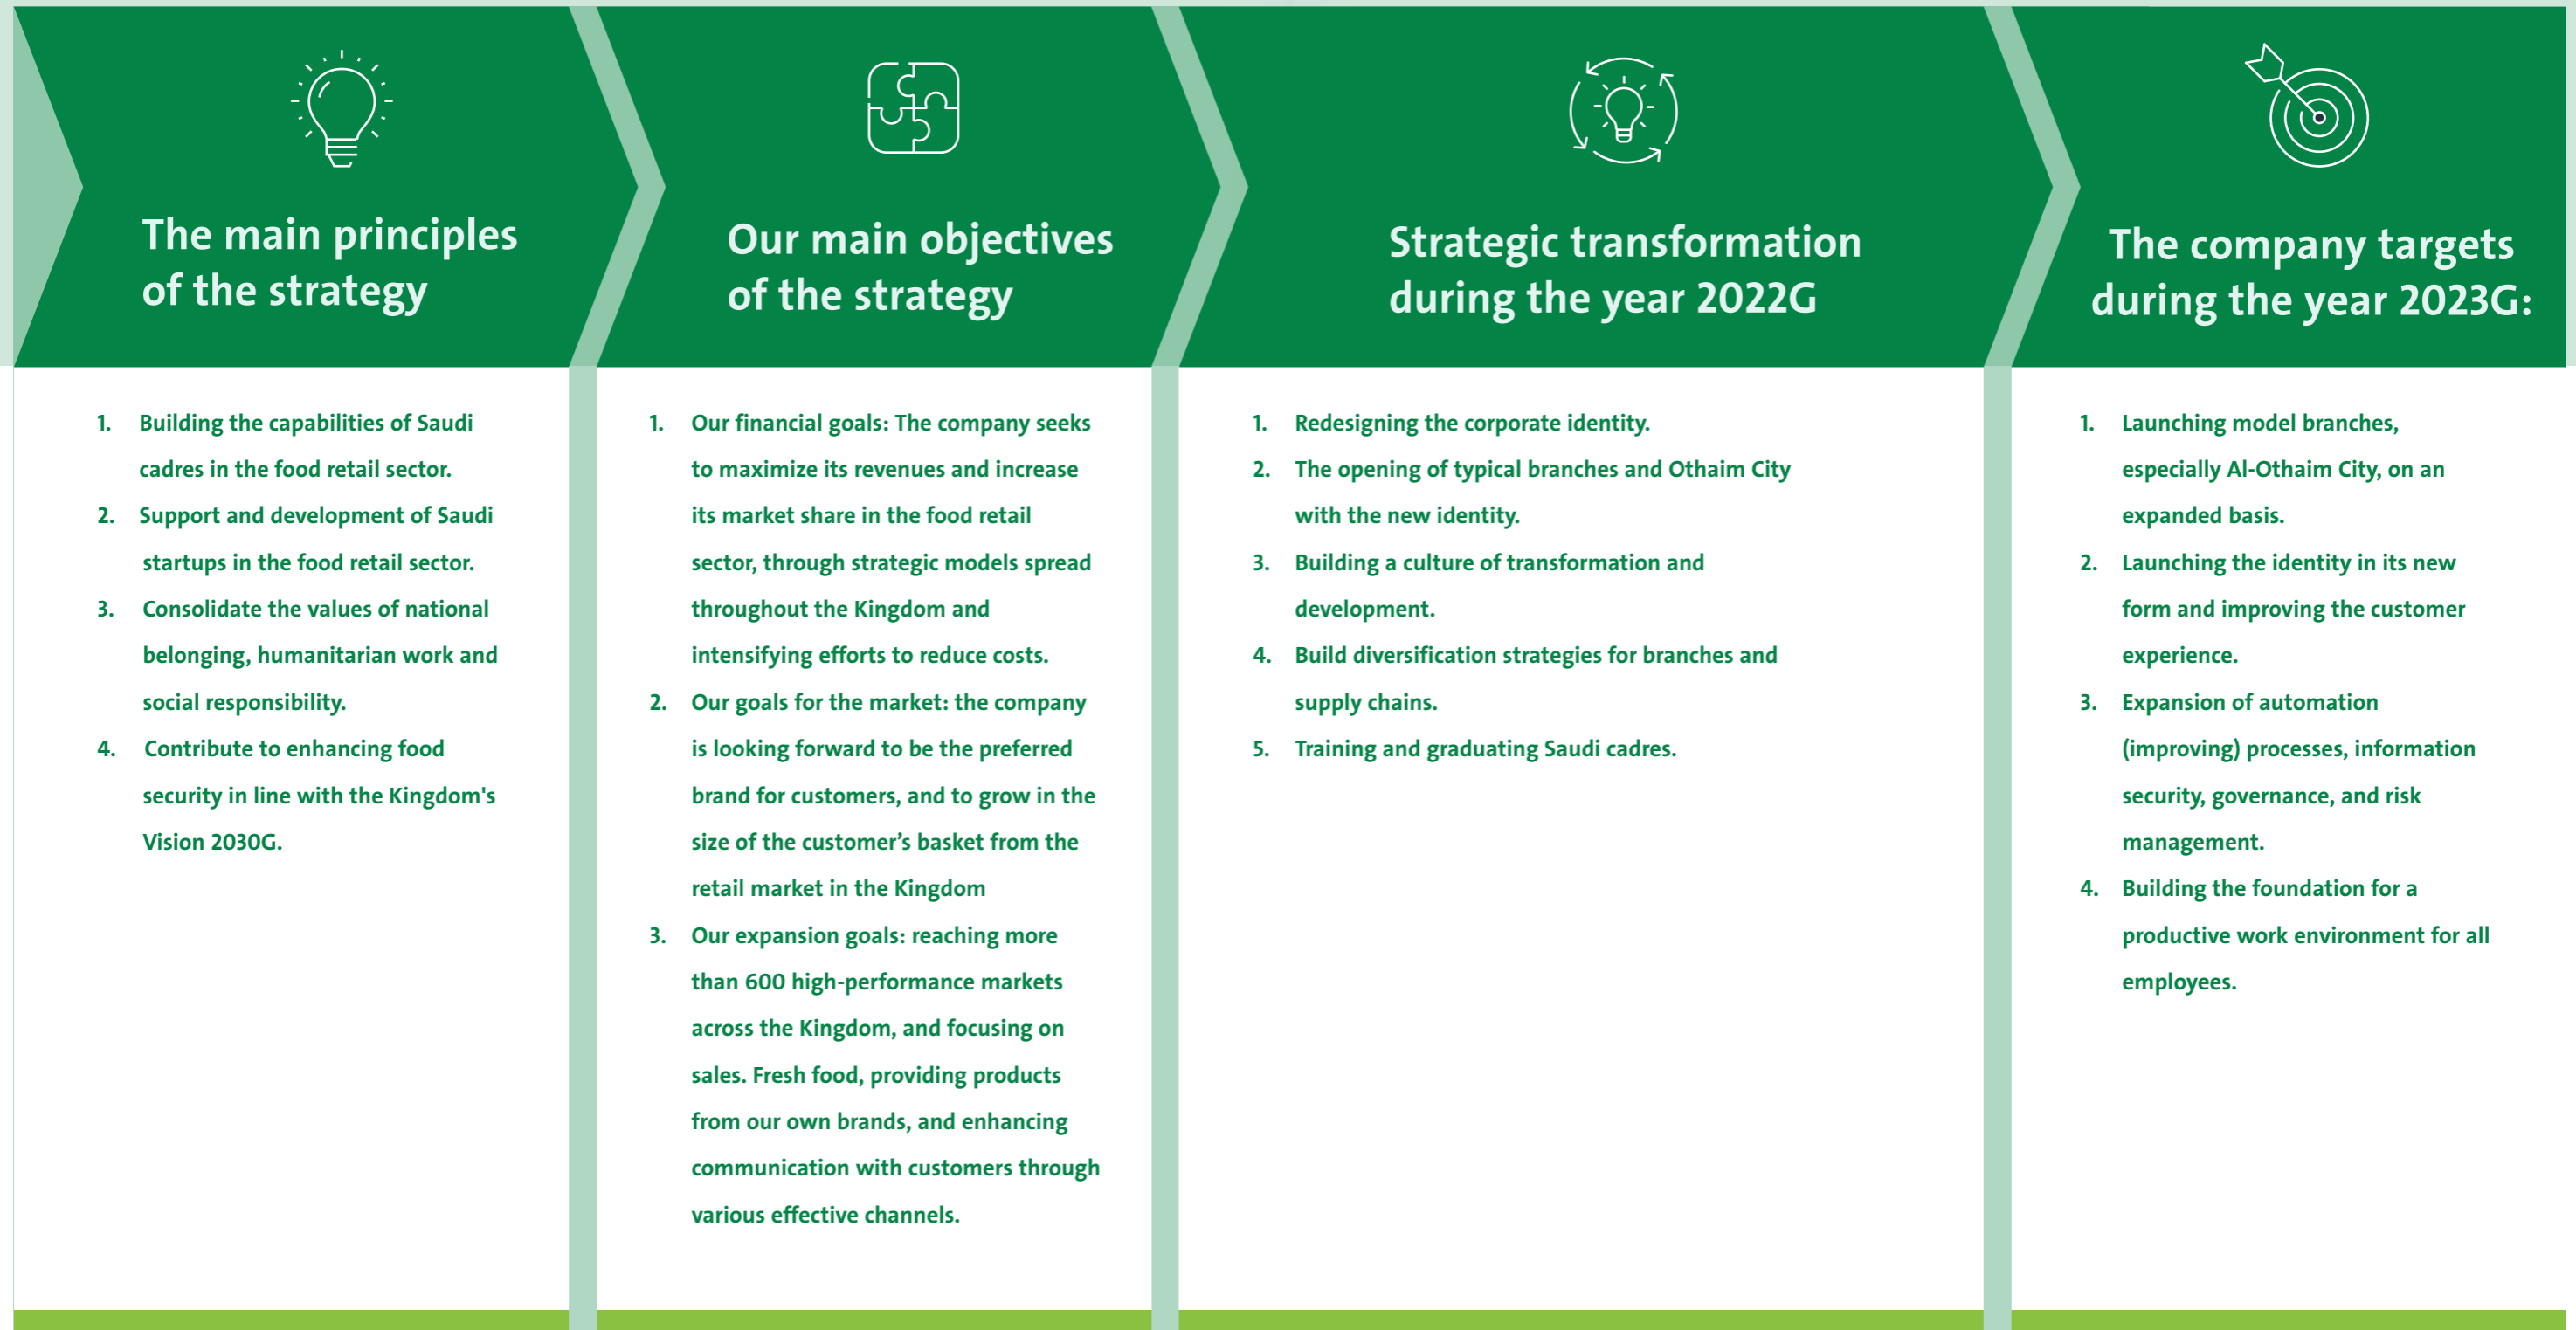 The main principles
of the strategy
1. Building the capabilities of Saudi
cadres in the food retail sector.
2. Support and development of Saudi
startups in the food retail sector.
3. Consolidate the values of national
belonging, humanitarian work and
social responsibility.
4. Contribute to enhancing food
security in line with the Kingdom's
Vision 2030G.
Our main objectives
of the strategy
1. Our financial goals: The company seeks
to maximize its revenues and increase
its market share in the food retail
sector, through strategic models spread
throughout the Kingdom and
intensifying efforts to reduce costs.
2. Our goals for the market: the company
is looking forward to be the preferred
brand for customers, and to grow in the
size of the customer’s basket from the
retail market in the Kingdom
3. Our expansion goals: reaching more
than 600 high-performance markets
across the Kingdom, and focusing on
sales. Fresh food, providing products
from our own brands, and enhancing
communication with customers through
various effective channels.
Strategic transformation
during the year 2022G
1. Redesigning the corporate identity.
2. The opening of typical branches and Othaim City
with the new identity.
3. Building a culture of transformation and
development.
4. Build diversification strategies for branches and
supply chains.
5. Training and graduating Saudi cadres.
The company targets
during the year 2023G:
1. Launching model branches,
especially Al-Othaim City, on an
expanded basis.
2. Launching the identity in its new
form and improving the customer
experience.
3. Expansion of automation
(improving) processes, information
security, governance, and risk
management.
4. Building the foundation for a
productive work environment for all
employees.